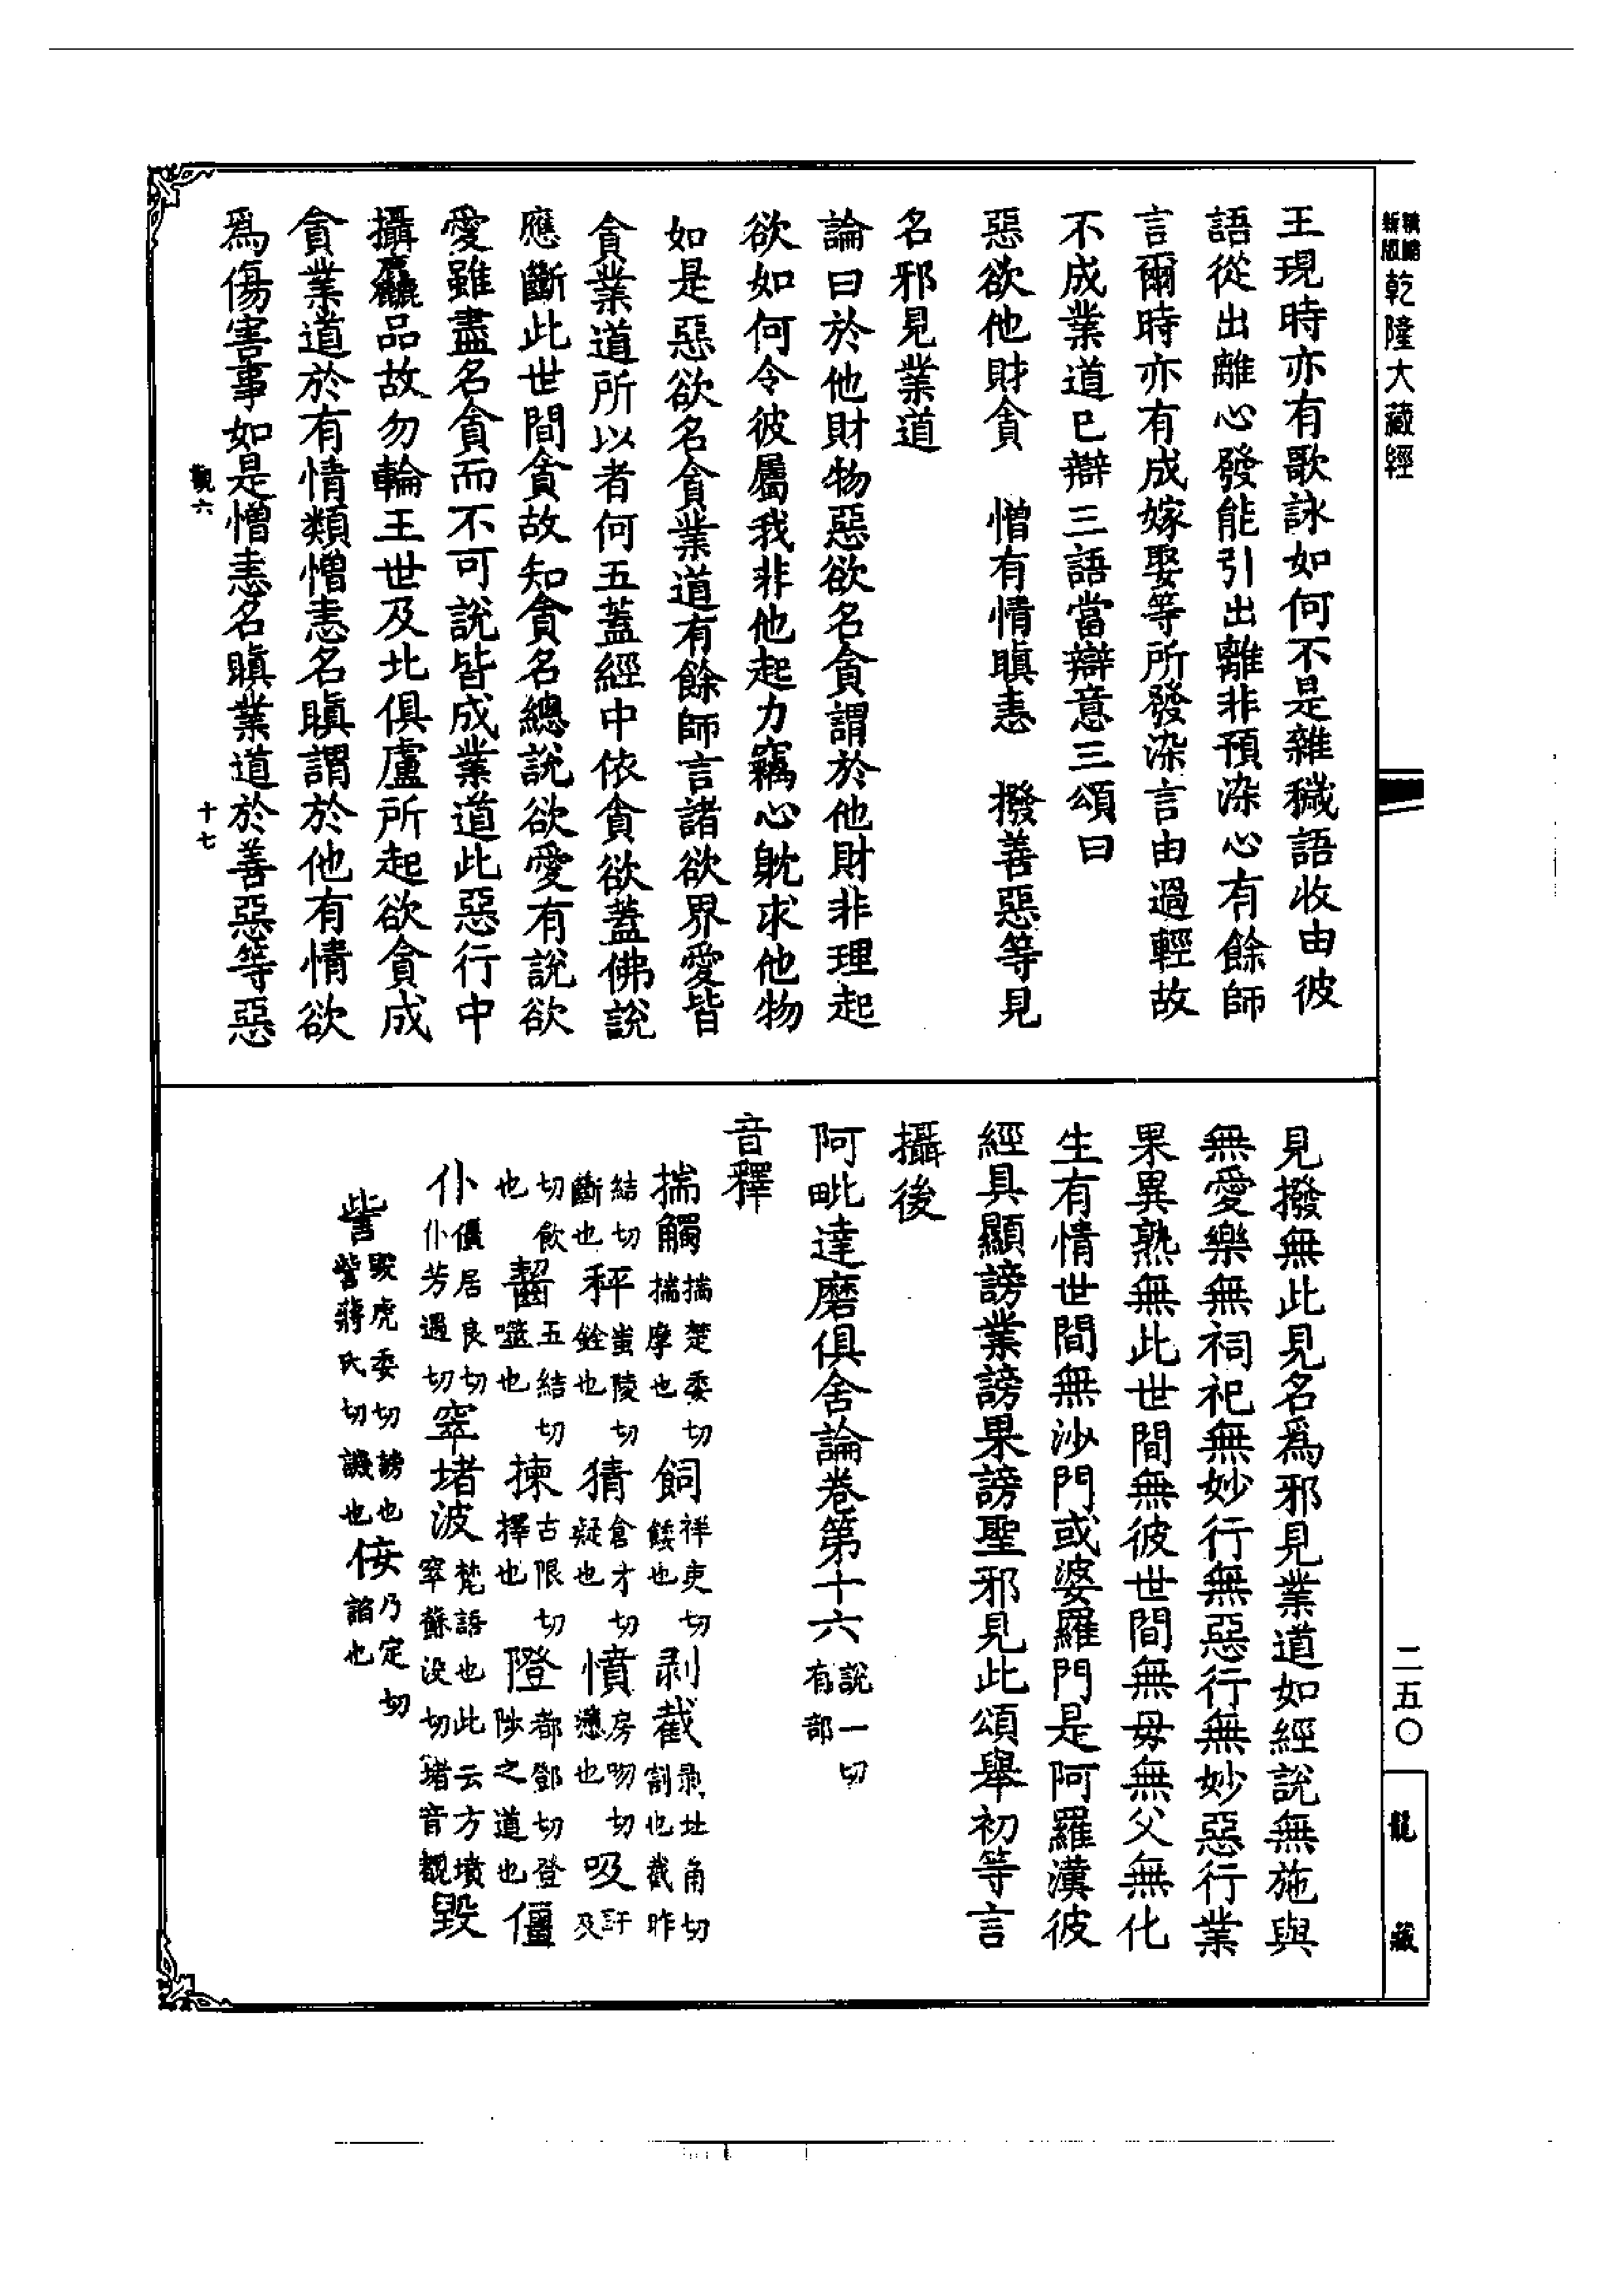 新版
乾隆大藏經
王現時亦有歌詠如何不是雜穢語收由彼
語從出離心發能引出離非預染心有餘師
言爾時亦有成嫁娶等所發染言由過輕故
不成業道已辯三語當辯意三頌曰
惡欲他財貪　憎有情瞋恚　撥善惡等見
名邪見業道
論曰於他財物惡欲名貪謂於他財非理起
欲如何令彼屬我非他起力竊心躭求他物
如是惡欲名貪業道有餘師言諸欲界愛皆
貪業道所以者何五蓋經中依貪欲蓋佛說
應斷此世間貪故知貪名總說欲愛有說欲
愛雖盡名貪而不可說皆成業道此惡行中
攝麤品故勿輪王世及北俱盧所起欲貪成
貪業道於有情類憎恚名瞋謂於他有情欲
爲傷害事如是憎恚名瞋業道於善惡等惡
觀六　十七
見撥無此見名爲邪見業道如經說無施與
無愛樂無祠祀無妙行無惡行無妙惡行業
果異熟無此世間無彼世間無母無父無化
生有情世間無沙門或婆羅門是阿羅漢彼
經具顯謗業謗果謗聖邪見此頌舉初等言
攝後
阿毗達磨俱舍論卷第十六 說一切有部
音釋
揣觸 揣楚委切揣摩也 飼 祥吏切餧也 剥截 剥北角切割也截昨
結切斷也 秤 蚩陵切銓也 猜 倉才切疑也 憤 房吻切懣也 吸 許及
切飲也 齧 五結切噬也 揀 古限切擇也 隥 都鄧切登陟之道也 僵
仆 僵居良切仆芳遇切 窣堵波 梵語也此云方墳窣蘇没切堵音覩 毀
訾 毀虎委切謗也訾蔣氏切譏也 佞 乃定切諂也
二五〇
龍藏